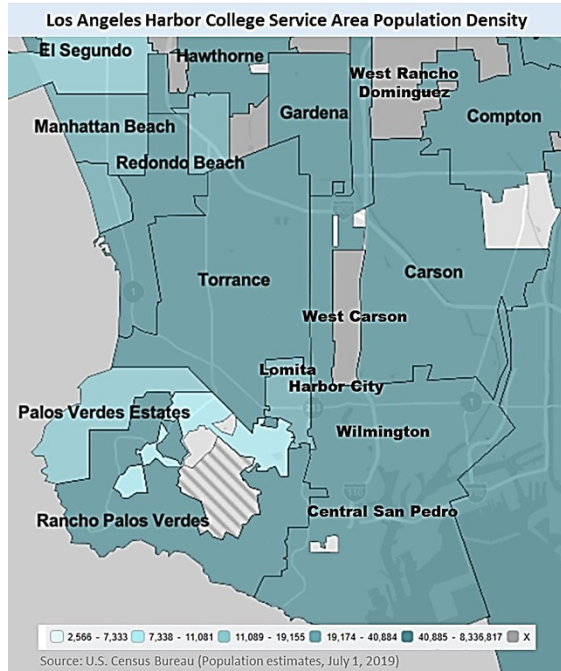 Los Angeles Harbor College Service Area Population Density
El Segundo
Hawthorne
West Rancho
Dominguez
Gardena
Compton
Manhattan Beach
Redondo Beach
Torrance
Carson
West Carson
Lomita
Harbor City
Palos Verdes Estates
Wilmington
Rancho Palos Verdes
Central San Pedro
2,566 - 7,333 7,338 - 11,081 11,089 - 19,155 19,174 - 40,884 40,885 - 8,336,817 X
Source: U.S. Census Bureau (Population estimates, July 1, 2019)